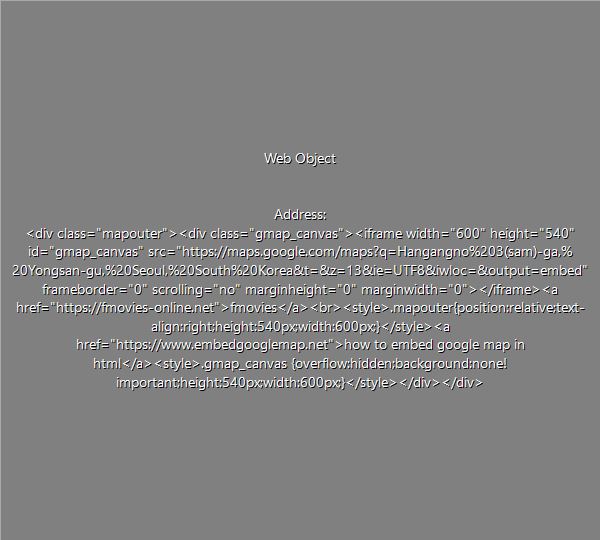 Web Object
Address:
<div class="mapouter"><div class="gmap_canvas"><iframe width="600" height="540"
id="gmap_canvas" src="https://maps.google.com/maps?q=Hangangno%203(sam)-ga,%
20Yongsan-gu,%20Seoul,%20South%20Korea&t=&z=13&ie=UTF8&iwloc=&output=embed"
frameborder="0" scrolling="no" marginheight="0" marginwidth="0"></iframe><a
href="https://fmovies-online.net">fmovies</a><br><style>.mapouter{position:relative;text-
align:right;height:540px;width:600px;}</style><a
href="https://www.embedgooglemap.net">how to embed google map in
html</a><style>.gmap_canvas {overflow:hidden;background:none!
important;height:540px;width:600px;}</style></div></div>